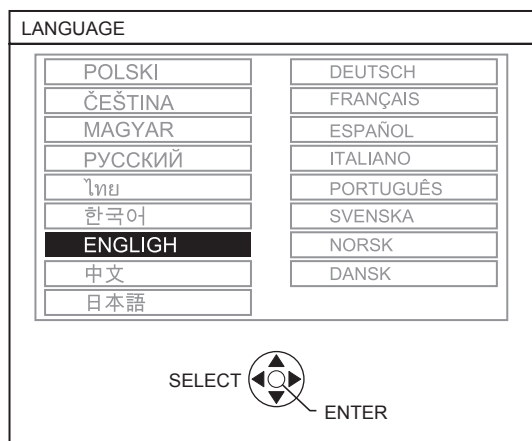 LANGUAGE
POLSKI
ČEŠTINA
MAGYAR
РУССКИЙ
ไทย
한국어
ENGLIGH
中文
日本語
DEUTSCH
FRANÇAIS
ESPAÑOL
ITALIANO
PORTUGUÊS
SVENSKA
NORSK
DANSK
SELECT
ENTER